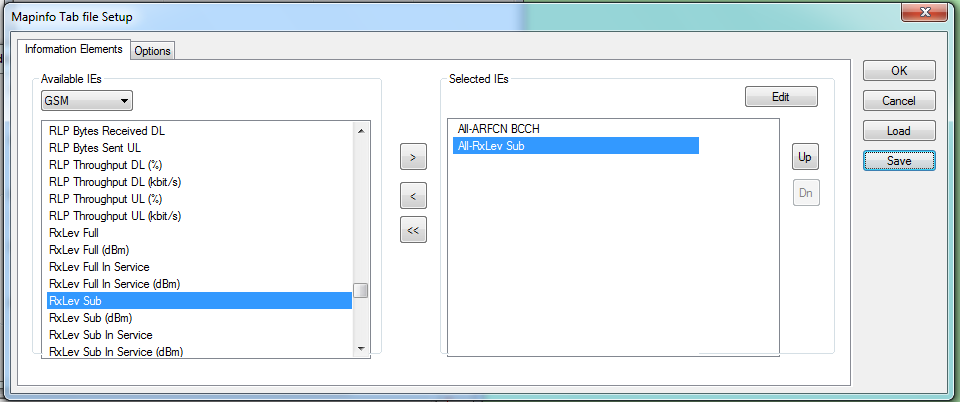 Mapinfo Tab file Setup
Information Elements
Options
Available IEs
GSM
RLP Bytes Received DL
RLP Bytes Sent UL
RLP Throughput DL (%)
RLP Throughput DL (kbit/s)
RLP Throughput UL (%)
RLP Throughput UL (kbit/s)
RxLev Full
RxLev Full (dBm)
RxLev Full In Service
RxLev Full In Service (dBm)
RxLev Sub
RxLev Sub (dBm)
RxLev Sub In Service
RxLev Sub In Service (dBm)
>
<
<<
Selected IEs
Edit
All-ARFCN BCCH
All-RxLev Sub
Up
Dn
OK
Cancel
Load
Save